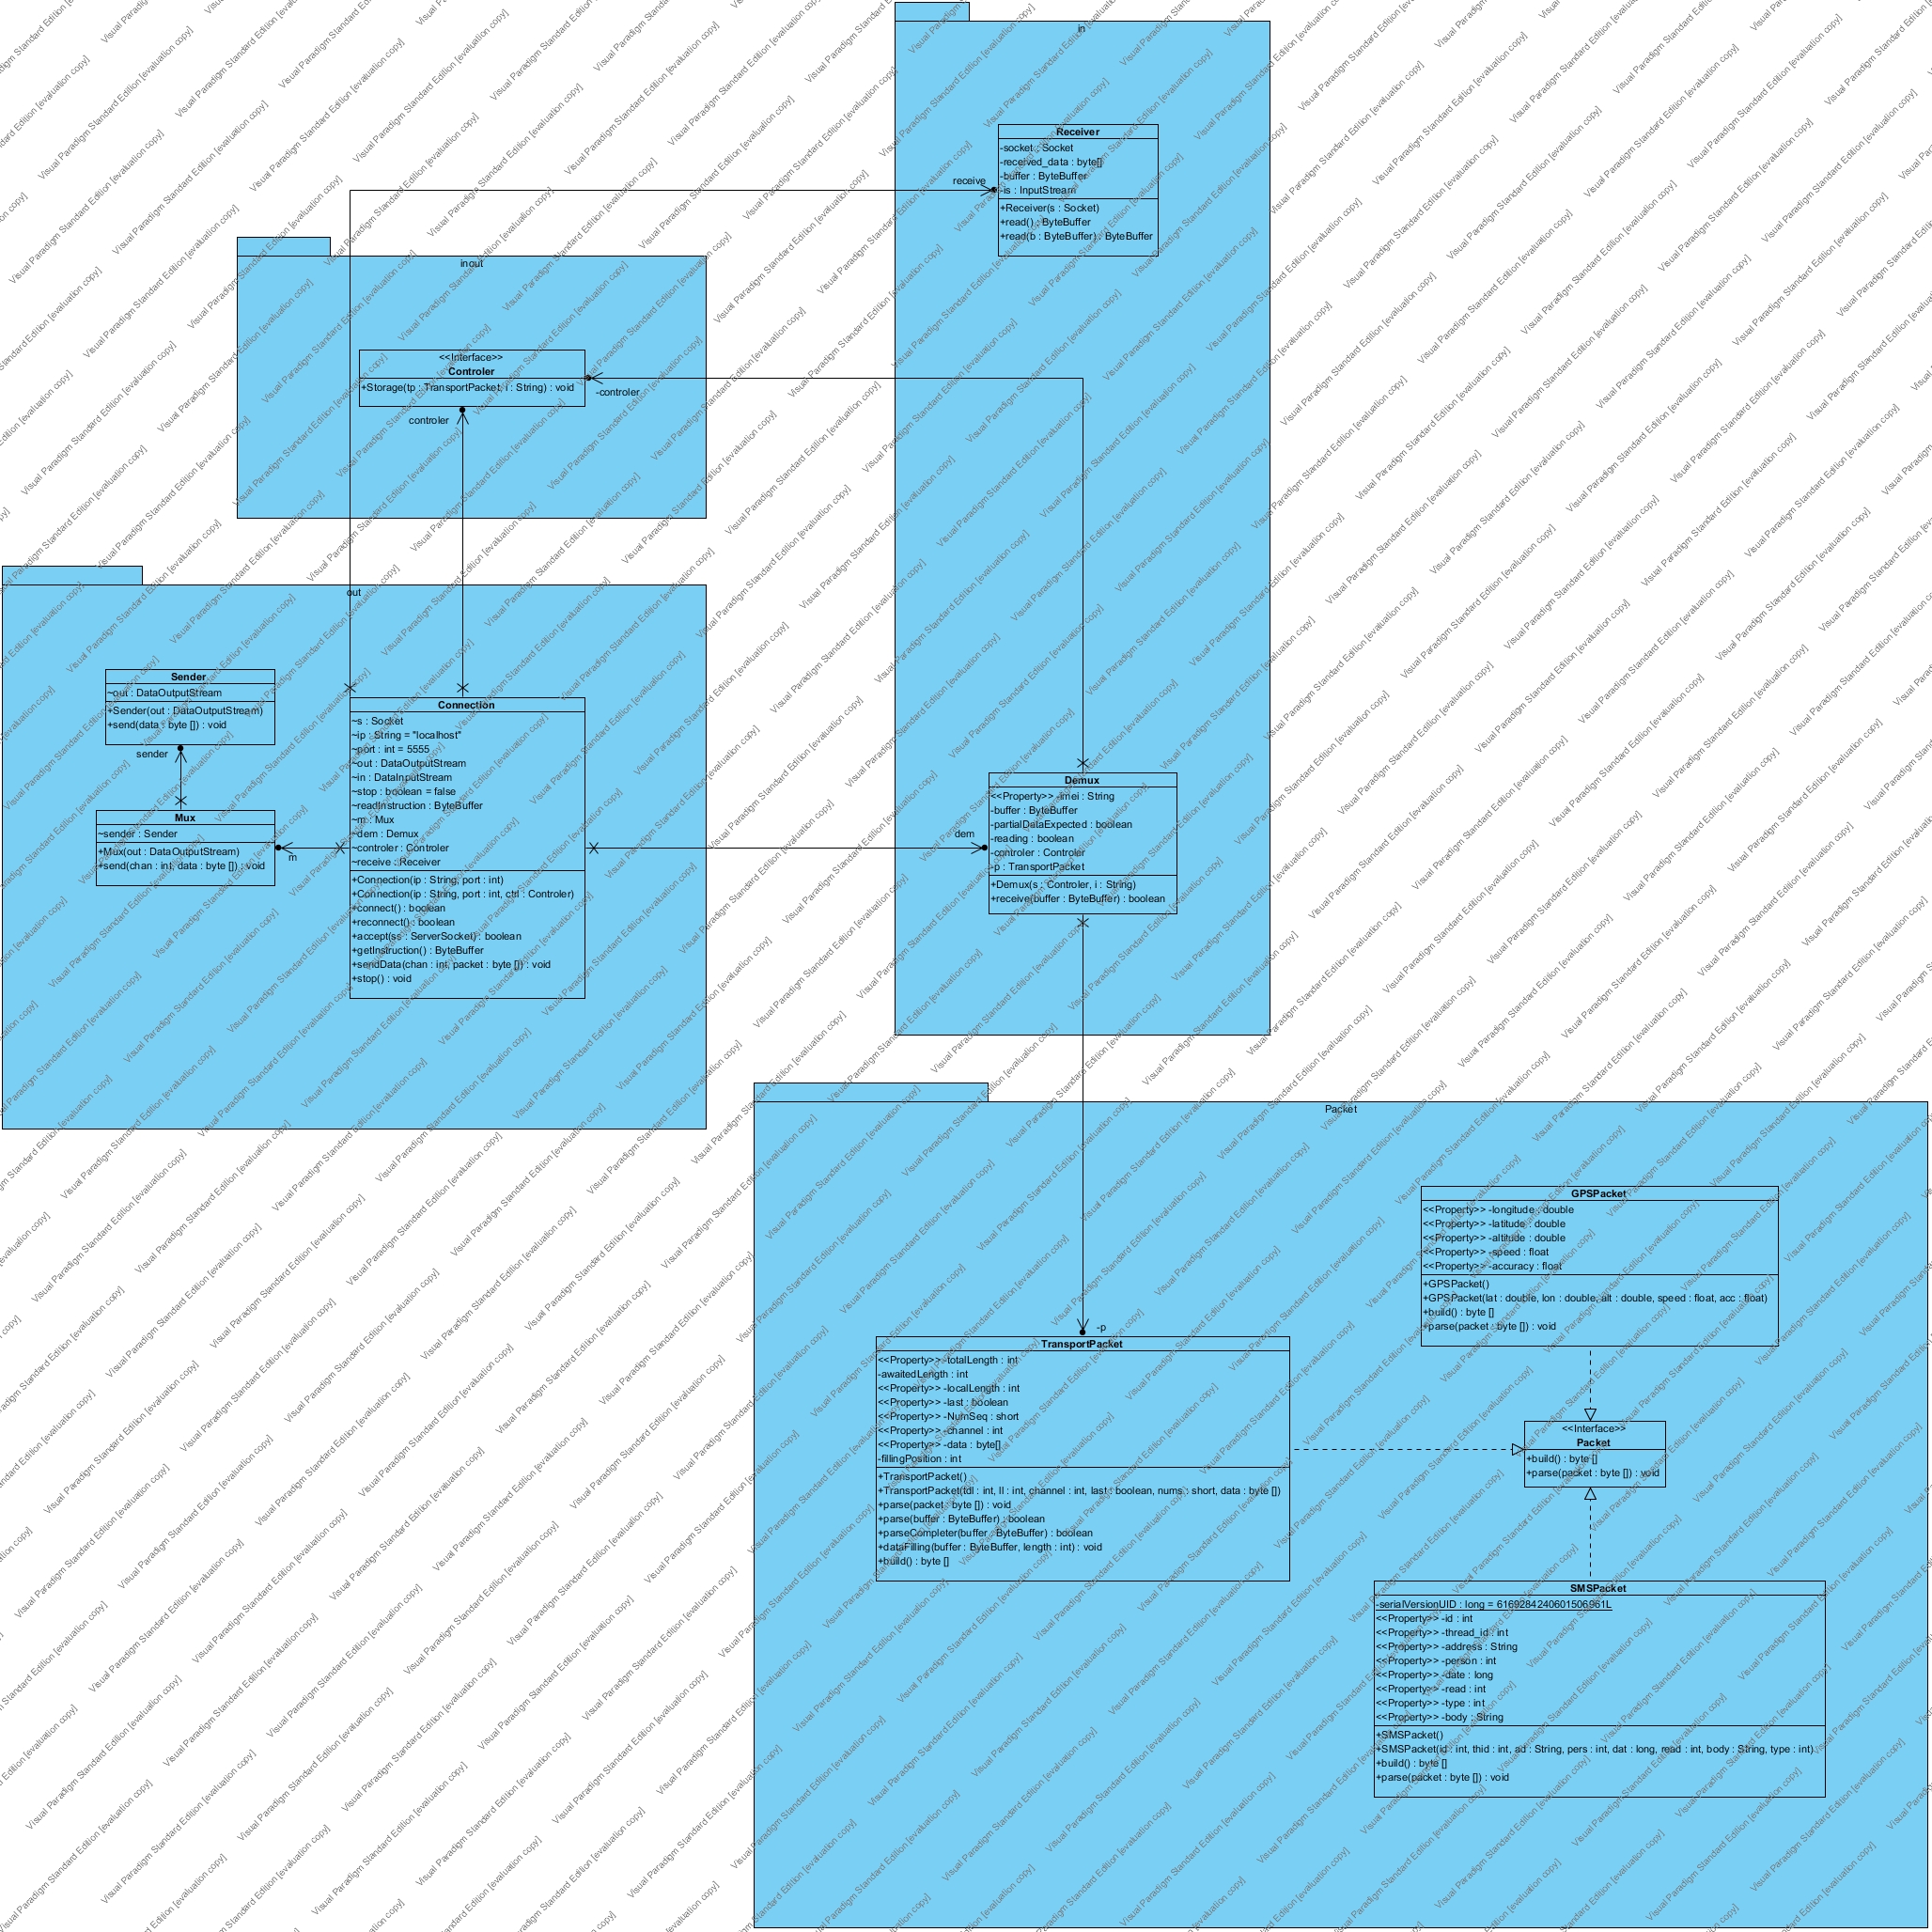 in
Receiver
-socket : Socket
-received_data : byte[]
-buffer : ByteBuffer
-is : InputStream
+Receiver(s : Socket)
+read() : ByteBuffer
+read(b : ByteBuffer) : ByteBuffer
receive
inout
<<Interface>>
Controler
+Storage(tp : TransportPacket, i : String) : void
-controler
controler
out
Sender
~out : DataOutputStream
+Sender(out : DataOutputStream)
+send(data : byte []) : void
sender
Mux
~sender : Sender
+Mux(out : DataOutputStream)
+send(chan : int, data : byte []) : void
m
Connection
~s : Socket
~ip : String = "localhost"
~port : int = 5555
~out : DataOutputStream
~in : DataInputStream
~stop : boolean = false
~readInstruction : ByteBuffer
~m : Mux
~dem : Demux
~controler : Controler
~receive : Receiver
+Connection(ip : String, port : int)
+Connection(ip : String, port : int, ctrl : Controler)
+connect() : boolean
+reconnect() : boolean
+accept(ss : ServerSocket) : boolean
+getInstruction() : ByteBuffer
+sendData(chan : int, packet : byte []) : void
+stop() : void
dem
Demux
<<Property>> -imei : String
-buffer : ByteBuffer
-partialDataExpected : boolean
-reading : boolean
-controler : Controler
-p : TransportPacket
+Demux(s : Controler, i : String)
+receive(buffer : ByteBuffer) : boolean
Packet
-p
TransportPacket
<<Property>> -totalLength : int
-awaitedLength : int
<<Property>> -localLength : int
<<Property>> -last : boolean
<<Property>> -NumSeq : short
<<Property>> -channel : int
<<Property>> -data : byte[]
-fillingPosition : int
+TransportPacket()
+TransportPacket(tdl : int, ll : int, channel : int, last : boolean, nums : short, data : byte [])
+parse(packet : byte []) : void
+parse(buffer : ByteBuffer) : boolean
+parseCompleter(buffer : ByteBuffer) : boolean
+dataFilling(buffer : ByteBuffer, length : int) : void
+build() : byte []
GPSPacket
<<Property>> -longitude : double
<<Property>> -latitude : double
<<Property>> -altitude : double
<<Property>> -speed : float
<<Property>> -accuracy : float
+GPSPacket()
+GPSPacket(lat : double, lon : double, alt : double, speed : float, acc : float)
+build() : byte []
+parse(packet : byte []) : void
<<Interface>>
Packet
+build() : byte []
+parse(packet : byte []) : void
SMSPacket
-serialVersionUID : long = 6169284240601506961L
<<Property>> -id : int
<<Property>> -thread_id : int
<<Property>> -address : String
<<Property>> -person : int
<<Property>> -date : long
<<Property>> -read : int
<<Property>> -type : int
<<Property>> -body : String
+SMSPacket()
+SMSPacket(id : int, thid : int, ad : String, pers : int, dat : long, read : int, body : String, type : int)
+build() : byte []
+parse(packet : byte []) : void
Visual Paradigm Standard Edition [evaluation copy]